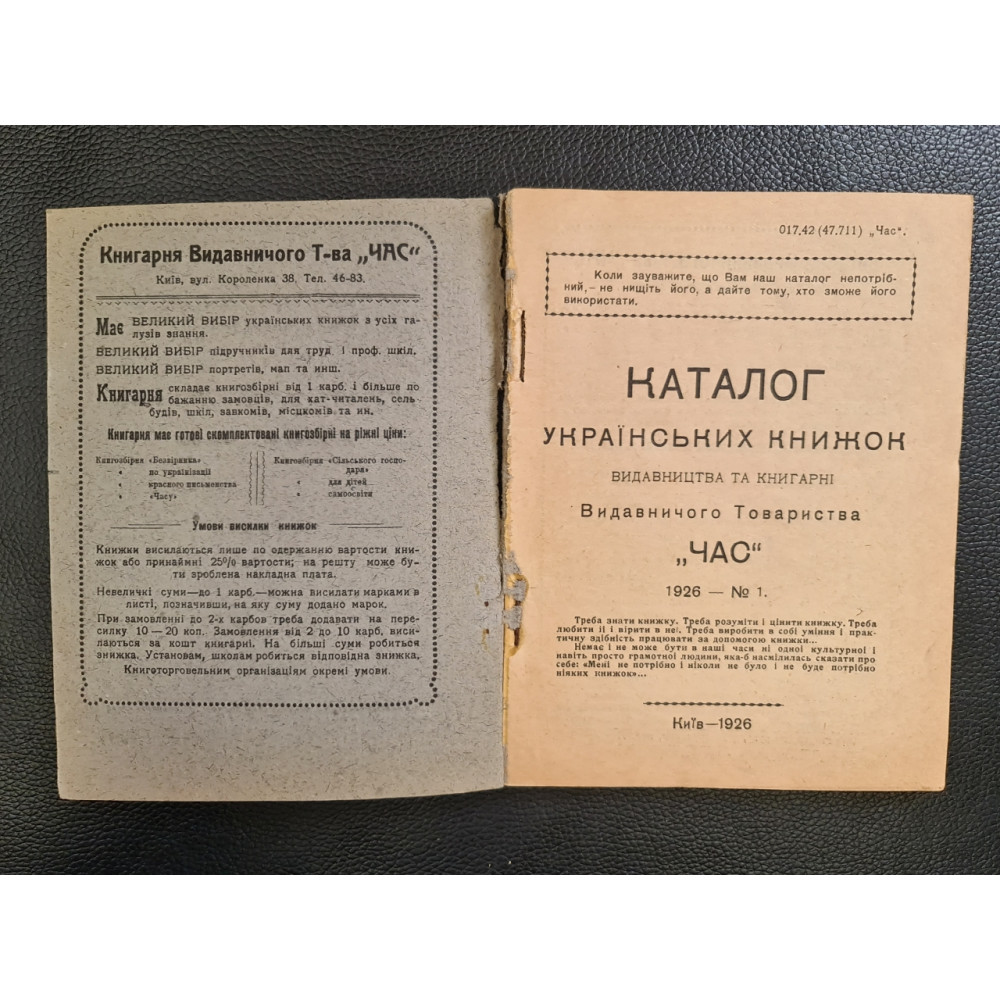 Книгарня Видавничого Т-ва „ЧАС“
Київ, вул. Короленка 38. Тел. 46-83.
Має ВЕЛИКИЙ ВИБІР українських книжок з усіх га-
лузів знання.
ВЕЛИКИЙ ВИБІР підручників для труд. і проф. шкіл.
ВЕЛИКИЙ ВИБІР портретів, мап та инш.
Книгарня складає книгозбірні від 1 карб. і більше по
бажанню замовців, для хат-читалень, сель-
будів, шкіл, завкомів, місцкомів та ин.
Книгарня має готові скомплектовані книгозбірні на ріжні ціни:
Книгозбірня «Безвірника»
• по українізації
• красного письменства
• «Часу»
Книгозбірня «Сільського госпо-
даря»
• для дітей
• самоосвіти
Умови висилки книжок
Книжки висилаються лише по одержанню вартости кни-
жок або принаймні 25% вартости; на решту може бу-
ти зроблена накладна плата.
Невеличкі суми—до 1 карб.—можна висилати марками в
листі, позначивши, на яку суму додано марок.
При замовленні до 2-х карбов треба додавати на пере-
силку 10—20 коп. Замовлення від 2 до 10 карб. виси-
лаються за кошт книгарні. На більші суми робиться
знижка. Установам, школам робиться відповідна знижка.
Книготорговельним організаціям окремі умови.
017,42 (47.711) „Час“.
Коли зауважите, що Вам наш каталог непотріб-
ний,— не нищіть його, а дайте тому, хто зможе його
використати.
КАТАЛОГ
УКРАЇНСЬКИХ КНИЖОК
ВИДАВНИЦТВА ТА КНИГАРНІ
Видавничого Товариства
„ЧАС“
1926 — № 1.
Треба знати книжку. Треба розуміти і цінити книжку. Треба
любити її і вірити в неї. Треба виробити в собі уміння і прак-
тичну здібність працювати за допомогою книжки...
Немає і не може бути в наші часи ні одної культурної і
навіть просто грамотної людини, яка-б насмілилась сказати про
себе: «Мені не потрібно і ніколи не було і не буде потрібно
ніяких книжок»...
Київ—1926